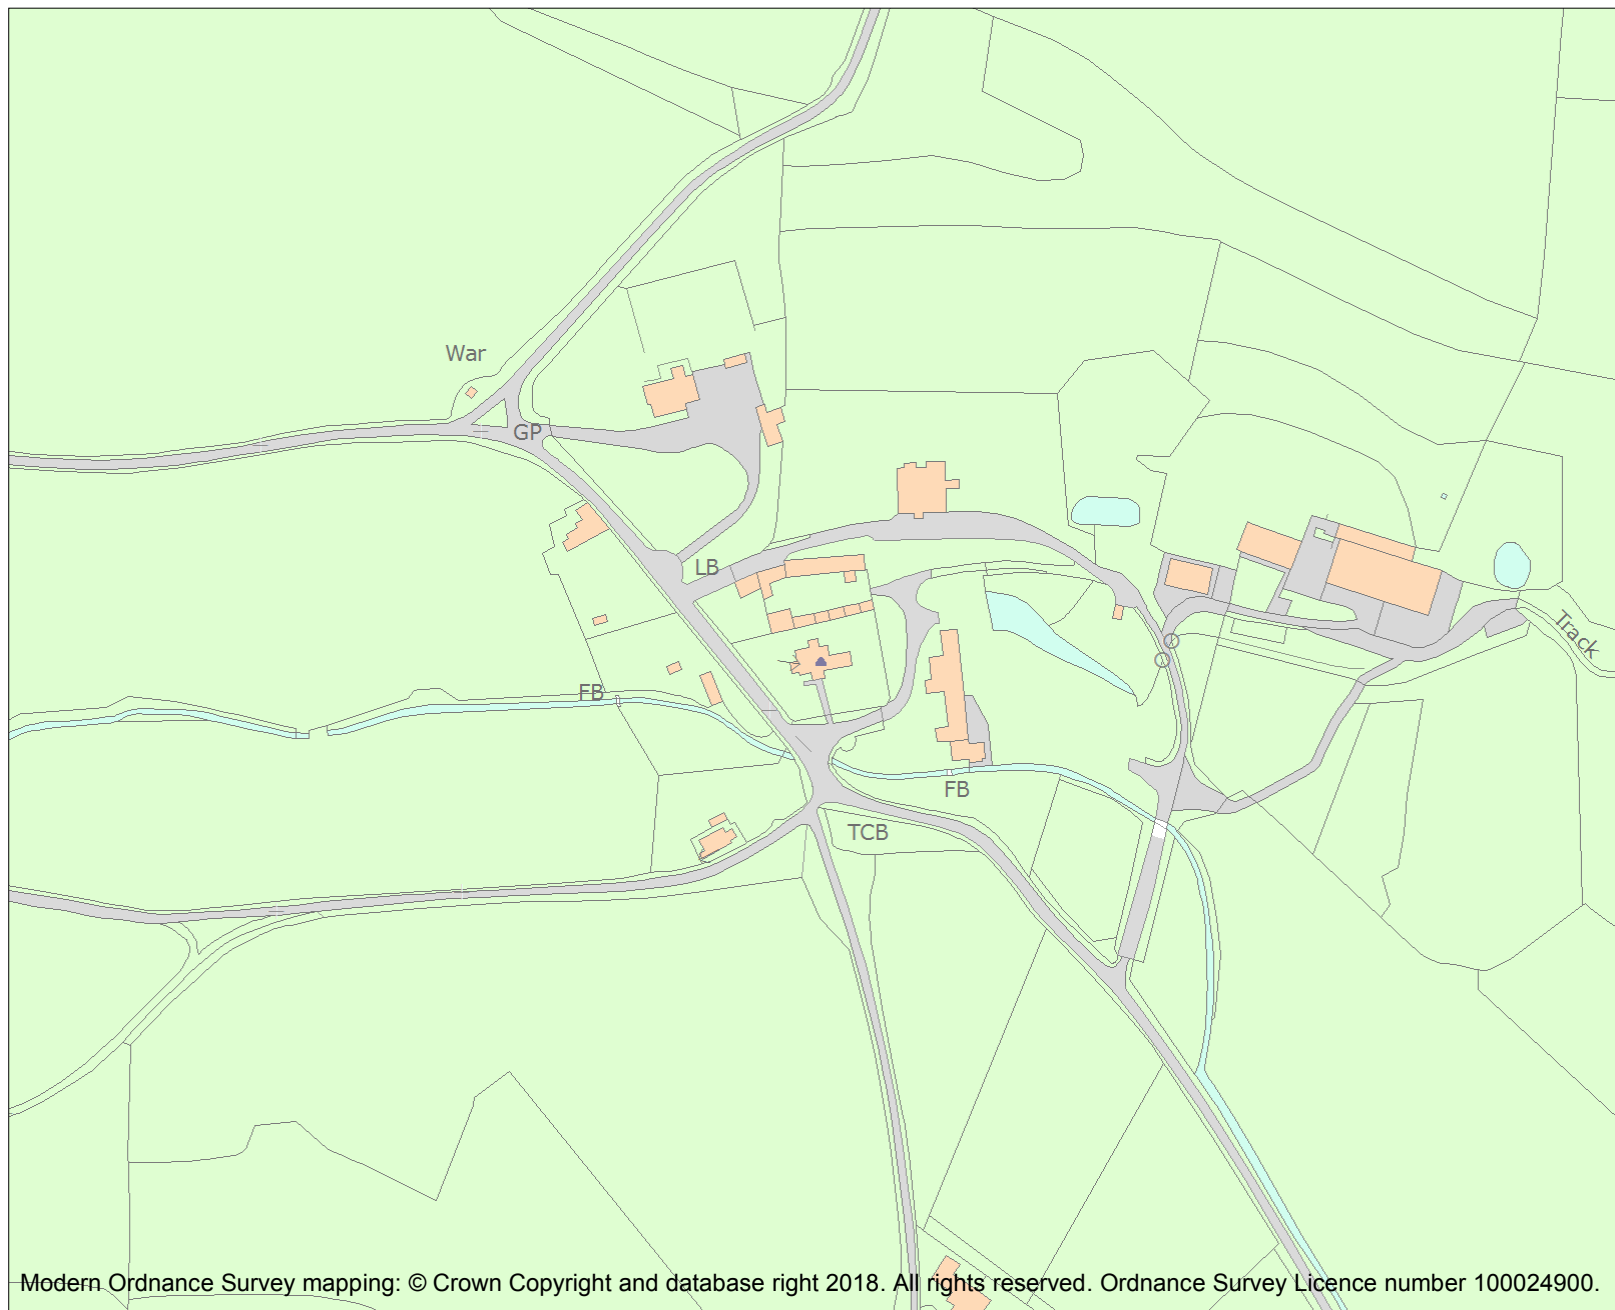 War
GP
LB
Track
FB
FB
TCB
Modern Ordnance Survey mapping: © Crown Copyright and database right 2018. All rights reserved. Ordnance Survey Licence number 100024900.